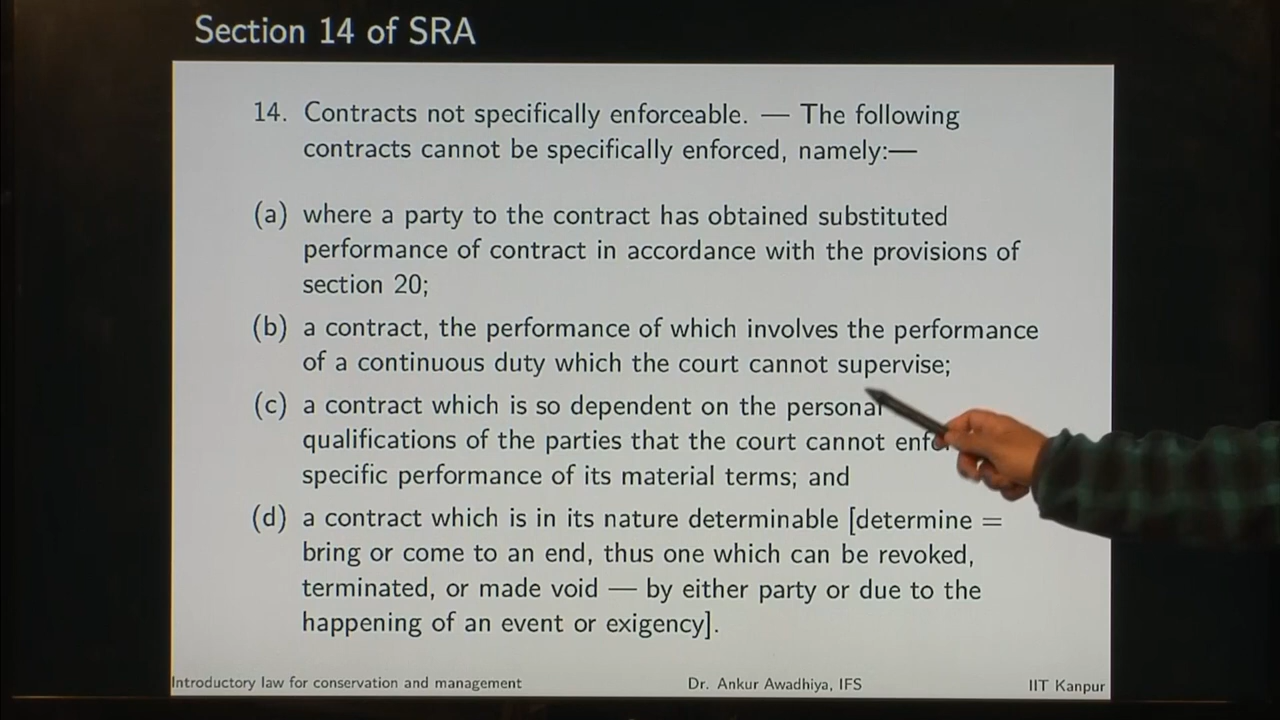 Section 14 of SRA
14. Contracts not specifically enforceable. — The following
contracts cannot be specifically enforced, namely:—
(a) where a party to the contract has obtained substituted
performance of contract in accordance with the provisions of
section 20;
(b) a contract, the performance of which involves the performance
of a continuous duty which the court cannot supervise;
(c) a contract which is so dependent on the personal
qualifications of the parties that the court cannot
specific performance of its material terms; and
(d) a contract which is in its nature determinable [determine =
bring or come to an end, thus one which can be revoked,
terminated, or made void — by either party or due to the
happening of an event or exigency].
Introductory law for conservation and management Dr. Ankur Awadhiya, IFS IIT Kanpur